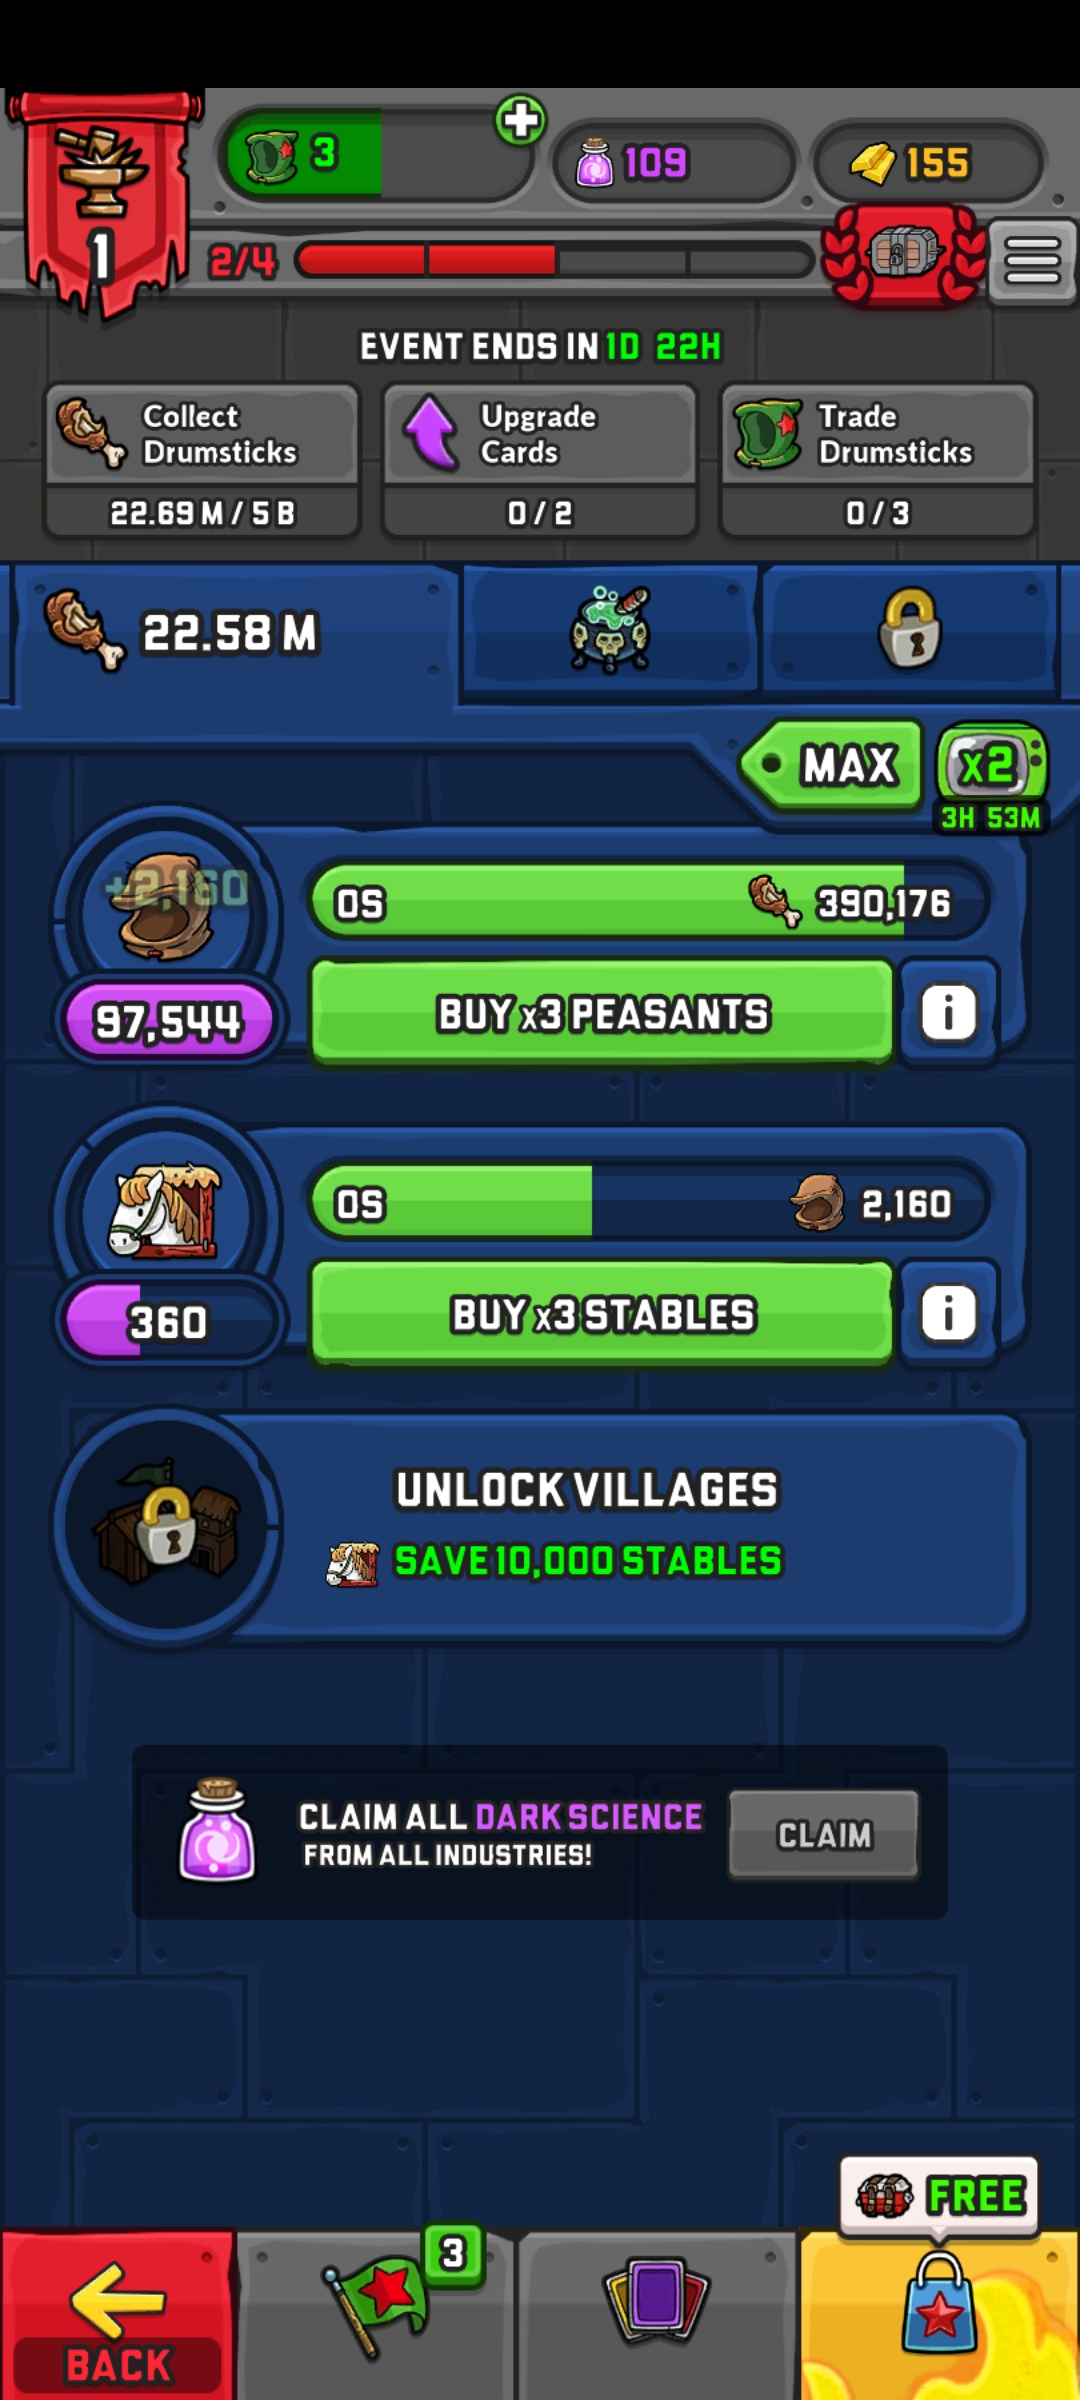 3
109
155
1
2/4
EVENT ENDS IN 1D 22H
Collect
Drumsticks
22.69 M / 5 B
Upgrade
Cards
0 / 2
Trade
Drumsticks
0 / 3
22.58 M
MAX
x2
3H 53M
+2,160
0S
390,176
97,544
BUY x3 PEASANTS
i
0S
2,160
360
BUY x3 STABLES
i
UNLOCK VILLAGES
SAVE 10,000 STABLES
CLAIM ALL DARK SCIENCE
FROM ALL INDUSTRIES!
CLAIM
FREE
3
BACK